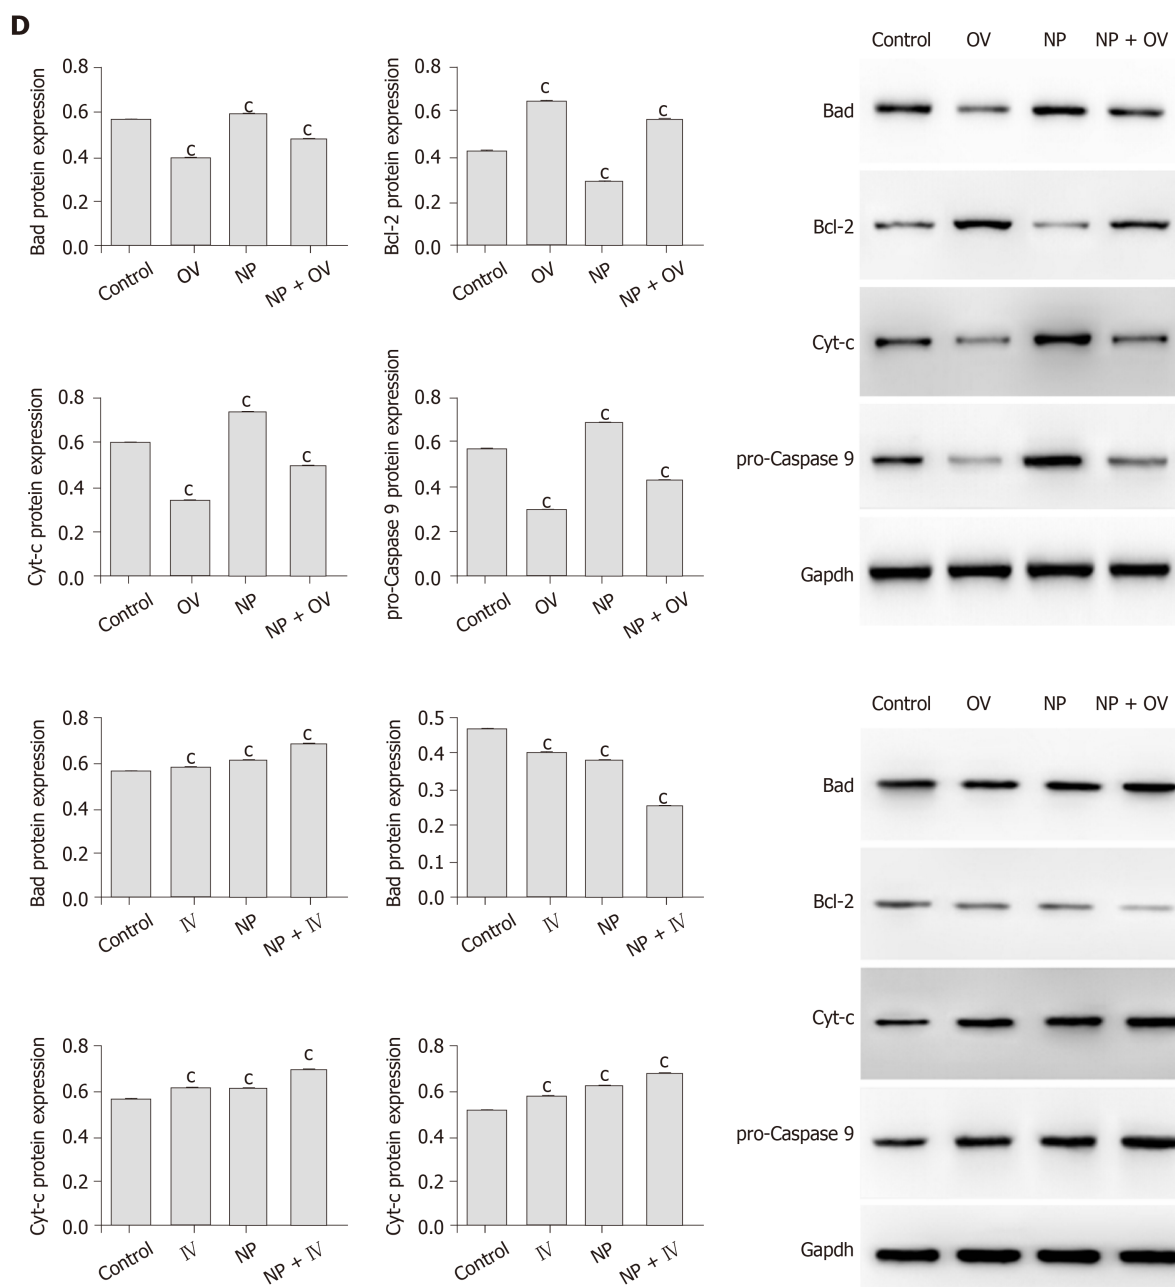 D
Bad protein expression
0.8
0.6
0.4
0.2
0.0
C
C
C
Control
OV
NP
NP + OV
Bcl-2 protein expression
0.8
0.6
0.4
0.2
0.0
C
C
C
Control
OV
NP
NP + OV
Control OV NP NP + OV
Bad
Bcl-2
Cyt-c
pro-Caspase 9
Gapdh
Cyt-c protein expression
0.8
0.6
0.4
0.2
0.0
C
C
C
Control
OV
NP
NP + OV
pro-Caspase 9 protein expression
0.8
0.6
0.4
0.2
0.0
C
C
C
Control
OV
NP
NP + OV
Bad protein expression
0.8
0.6
0.4
0.2
0.0
C
C
C
Control
IV
NP
NP + IV
Bad protein expression
0.5
0.4
0.3
0.2
0.1
0.0
C
C
C
Control
IV
NP
NP + IV
Control OV NP NP + OV
Bad
Bcl-2
Cyt-c
pro-Caspase 9
Gapdh
Cyt-c protein expression
0.8
0.6
0.4
0.2
0.0
C
C
C
Control
IV
NP
NP + IV
Cyt-c protein expression
0.8
0.6
0.4
0.2
0.0
C
C
C
Control
IV
NP
NP + IV